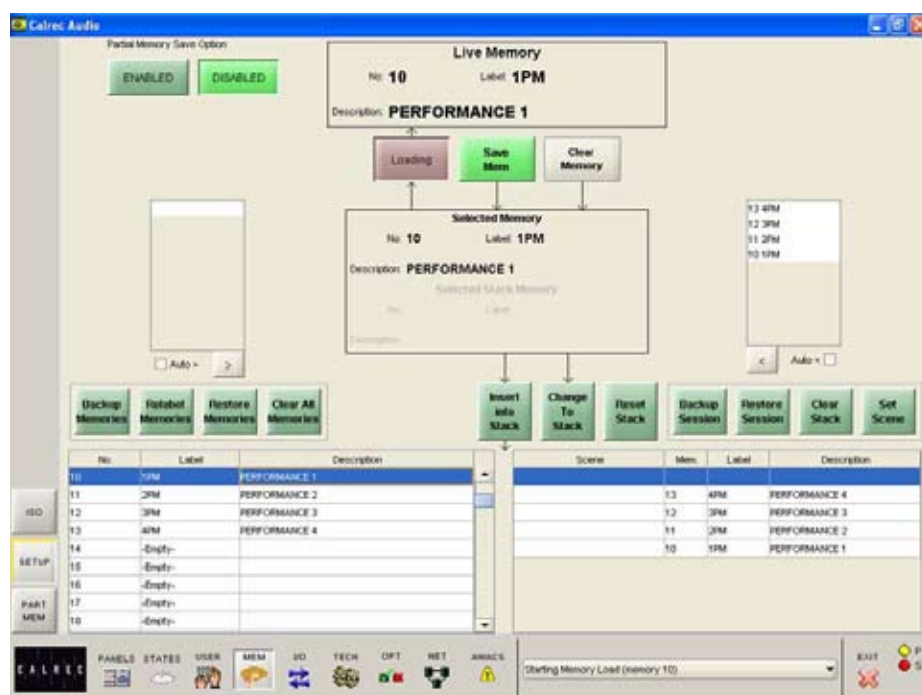 Calrec Audio
Partial Memory Save Option
ENABLED
DISABLED
Live Memory
No: 10 Label: 1PM
Description: PERFORMANCE 1
Loading
Save Mem
Clear Memory
Selected Memory
No: 10 Label: 1PM
Description: PERFORMANCE 1
Selected Stack Memory
No: Label:
Description:
13 4PM
12 3PM
11 2PM
10 1PM
Auto >
>
<
Auto <
Backup Memories
Relabel Memories
Restore Memories
Clear All Memories
Insert into Stack
Change To Stack
Reset Stack
Backup Session
Restore Session
Clear Stack
Set Scene
No. Label Description
10 1PM PERFORMANCE 1
11 2PM PERFORMANCE 2
12 3PM PERFORMANCE 3
13 4PM PERFORMANCE 4
14 -Empty-
15 -Empty-
16 -Empty-
17 -Empty-
18 -Empty-
Scene Mem. Label Description
13 4PM PERFORMANCE 4
12 3PM PERFORMANCE 3
11 2PM PERFORMANCE 2
10 1PM PERFORMANCE 1
ISO
SETUP
PART MEM
CALREC
PANELS
STATES
USER
MEM
I/O
TECH
OPT
NET
AWACS
Starting Memory Load (memory 10)
EXIT
P
S